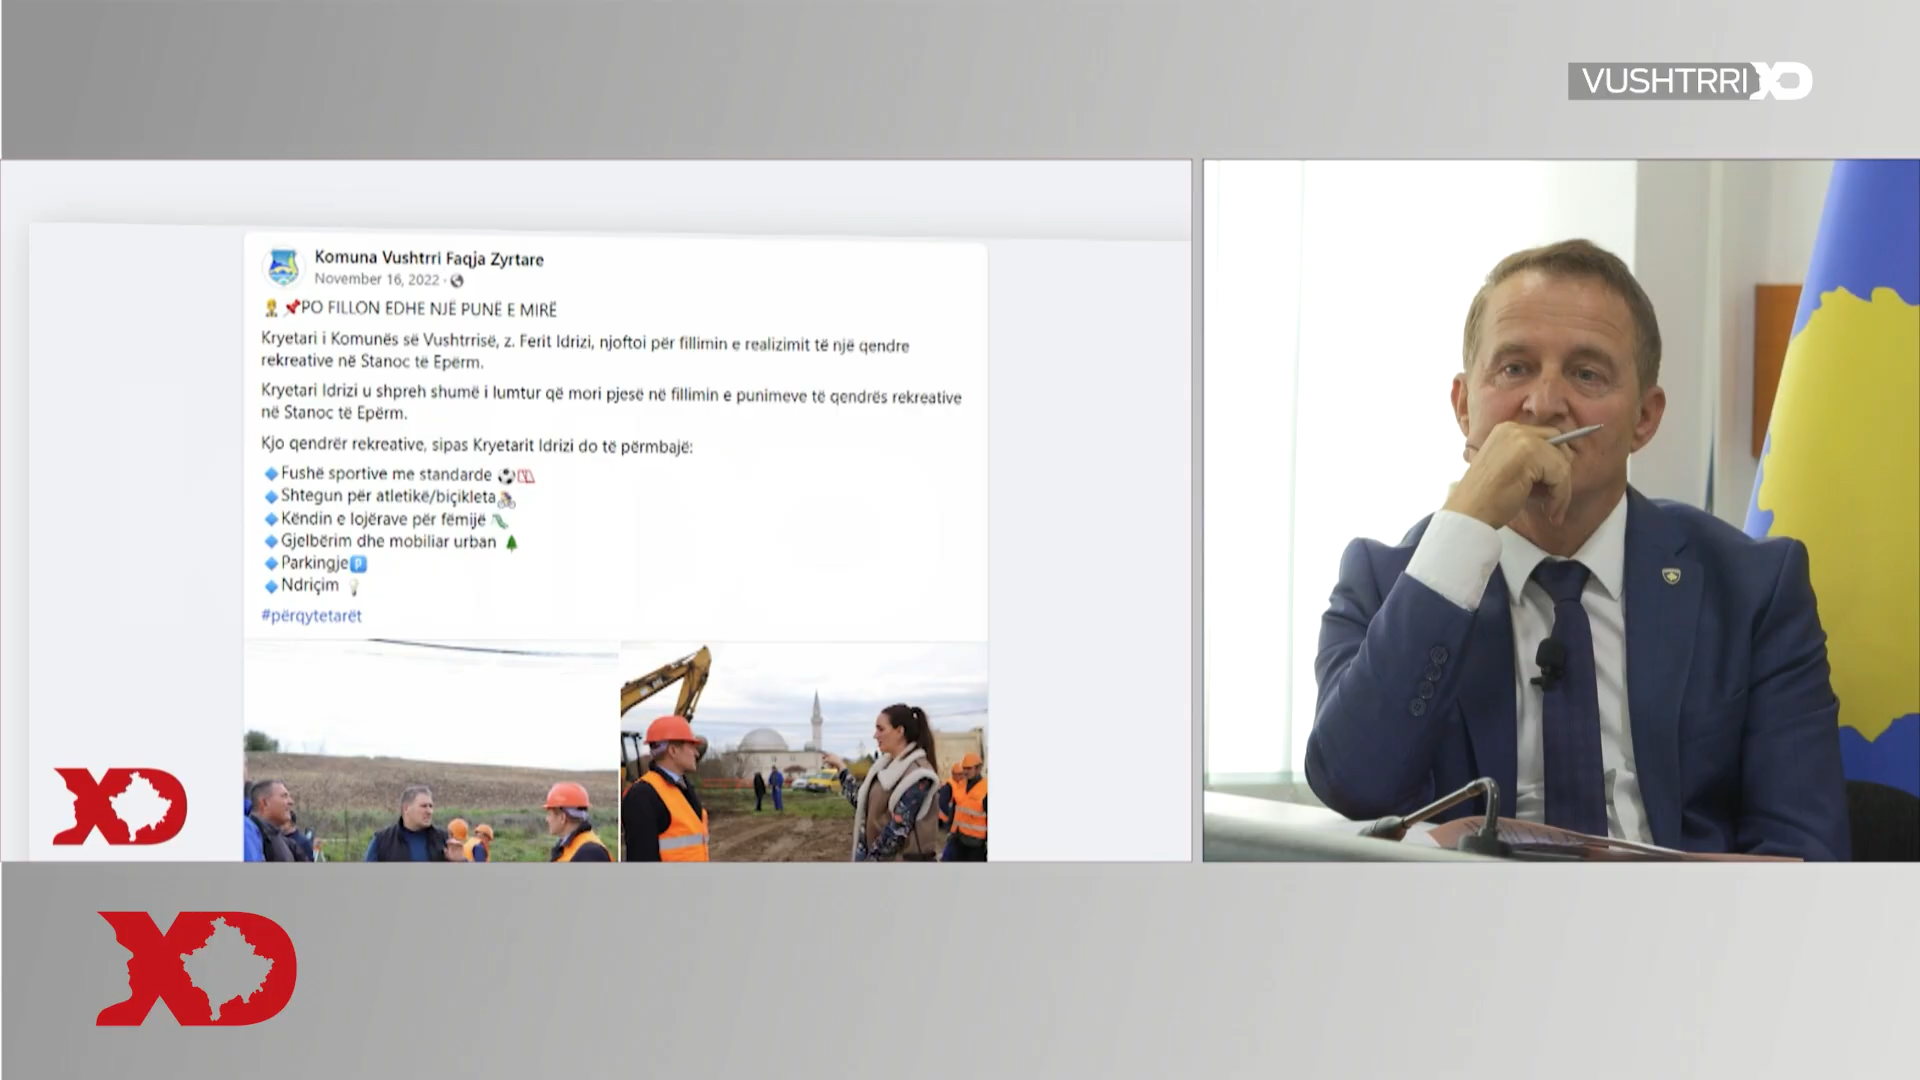 VUSHTRRI XD
Komuna Vushtrri Faqja Zyrtare
November 16, 2022 ·
PO FILLON EDHE NJË PUNË E MIRË
Kryetari i Komunës së Vushtrrisë, z. Ferit Idrizi, njoftoi për fillimin e realizimit të një qendre
rekreative në Stanoc të Epërm.
Kryetari Idrizi u shpreh shumë i lumtur që mori pjesë në fillimin e punimeve të qendrës rekreative
në Stanoc të Epërm.
Kjo qendrër rekreative, sipas Kryetarit Idrizi do të përmbajë:
Fushë sportive me standarde
Shtegun për atletikë/biçikleta
Këndin e lojërave për fëmijë
Gjelbërim dhe mobiliar urban
Parkingje
Ndriçim
#përqytetarët
XD
XD